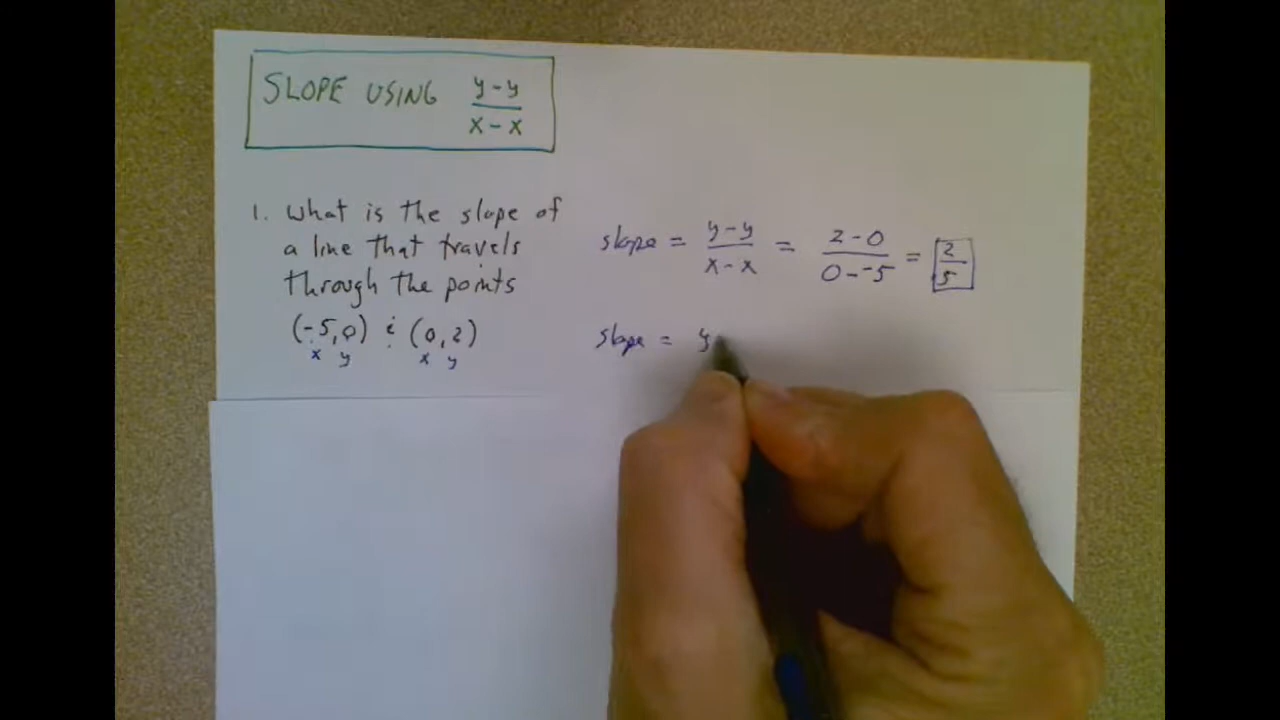 SLOPE USING y-y
x-x
1. What is the slope of
a line that travels
through the points
(-5,0) & (0,2)
x y x y
slope = y-y = 2-0 = 2
x-x 0--5 5
slope = y